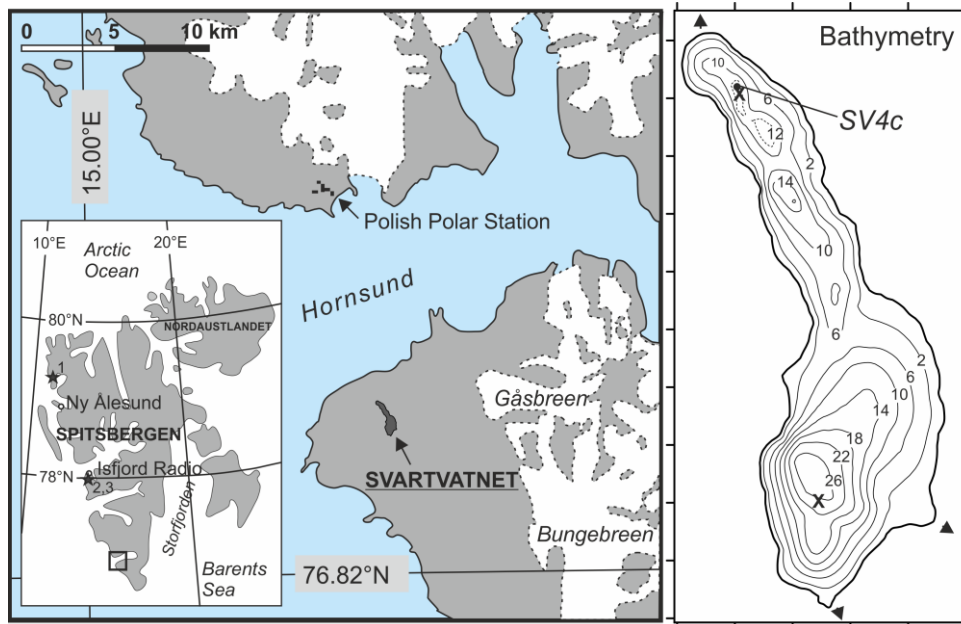 0 5 10 km
15.00°E
Polish Polar Station
Hornsund
Gåsbreen
SVARTVATNET
Bungebreen
76.82°N
10°E 20°E
Arctic
Ocean
80°N
NORDAUSTLANDET
1
Ny Ålesund
SPITSBERGEN
Isfjord Radio
78°N
2,3
Storfjorden
Barents
Sea
Bathymetry
10
X
6
SV4c
12
2
14
10
6
2
6
10
14
18
22
26
X